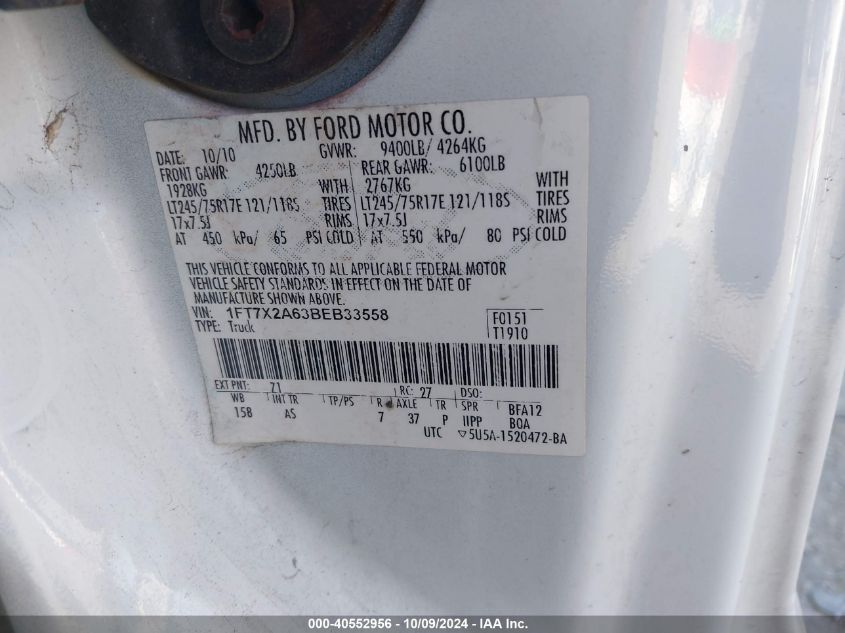 MFD. BY FORD MOTOR CO.
DATE: 10/10 GVWR: 9400LB/ 4264KG
FRONT GAWR: 4250LB REAR GAWR: 6100LB
1928KG WITH 2767KG WITH
LT245/75R17E 121/118S TIRES LT245/75R17E 121/118S TIRES
17x7.5J RIMS 17x7.5J RIMS
AT 450 kPa/ 65 PSI COLD AT 550 kPa/ 80 PSI COLD
THIS VEHICLE CONFORMS TO ALL APPLICABLE FEDERAL MOTOR
VEHICLE SAFETY STANDARDS IN EFFECT ON THE DATE OF
MANUFACTURE SHOWN ABOVE.
VIN: 1FT7X2A63BEB33558 F0151
TYPE: Truck T1910
EXT PNT: Z1 RC: 27 DSO:
WB INT TR TP/PS R AXLE TR SPR BFA12
158 AS 7 37 P IIPP BOA
UTC ▽5U5A-1520472-BA
000-40552956 - 10/09/2024 - www.iaai.com